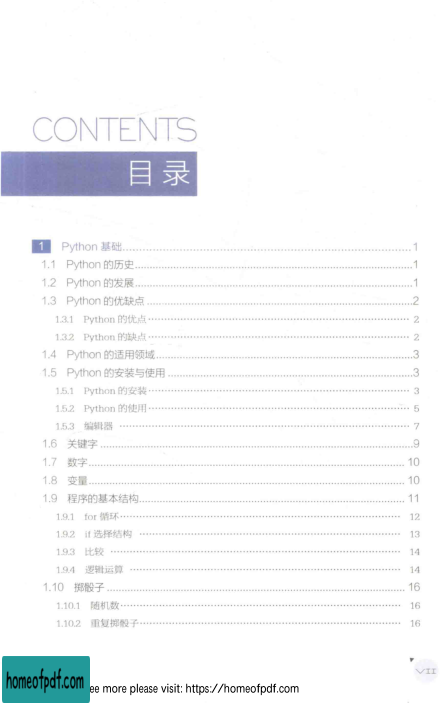 CONTENTS
目录
1 Python 基础 1
1.1 Python 的历史 1
1.2 Python 的发展 1
1.3 Python 的优缺点 2
1.3.1 Python 的优点 2
1.3.2 Python 的缺点 2
1.4 Python 的适用领域 3
1.5 Python 的安装与使用 3
1.5.1 Python 的安装 3
1.5.2 Python 的使用 5
1.5.3 编辑器 7
1.6 关键字 9
1.7 数字 10
1.8 变量 10
1.9 程序的基本结构 11
1.9.1 for 循环 12
1.9.2 if 选择结构 13
1.9.3 比较 14
1.9.4 逻辑运算 14
1.10 掷骰子 16
1.10.1 随机数 16
1.10.2 重复掷骰子 16
VII
homeofpdf.com
ee more please visit: https://homeofpdf.com